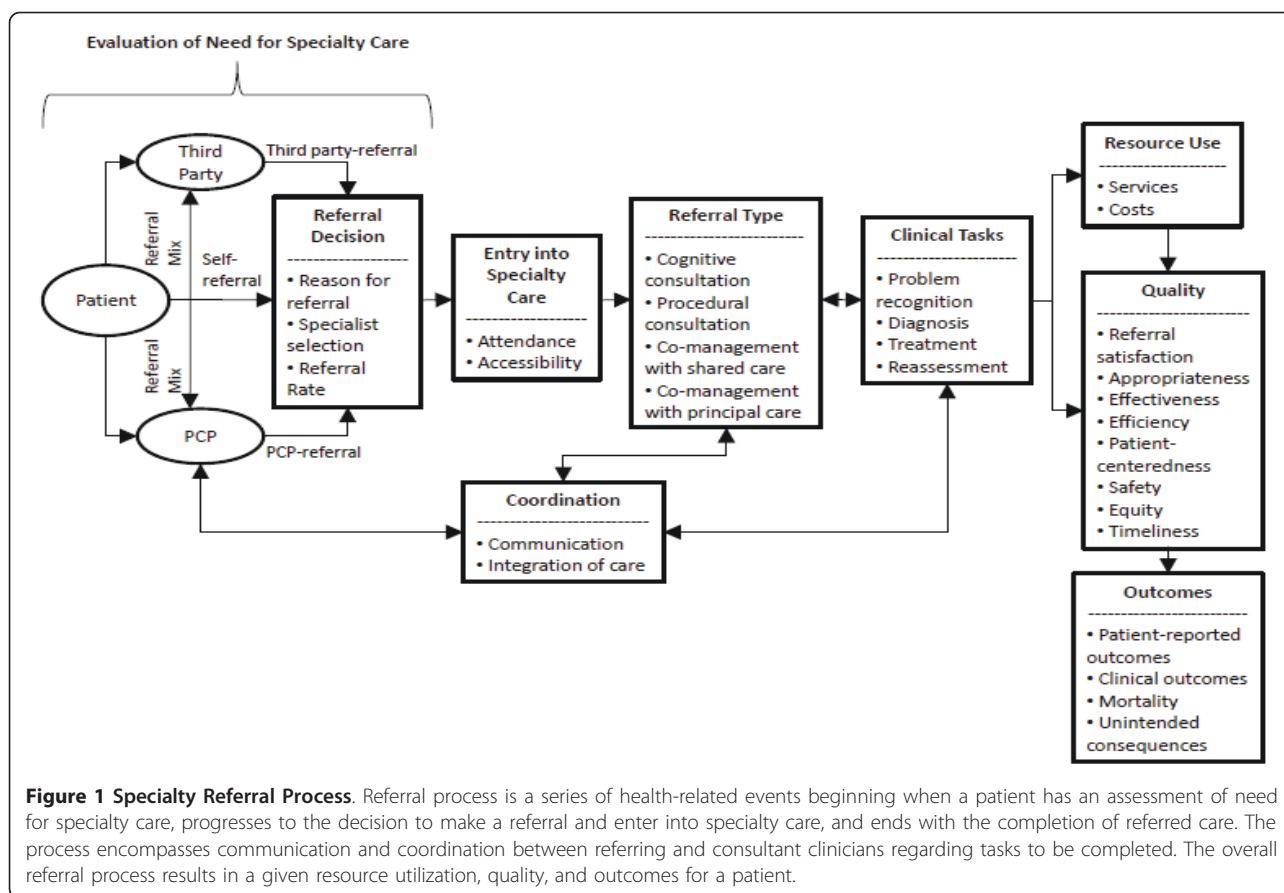 Evaluation of Need for Specialty Care
Third
Party
Third party-referral
Referral
Mix
Self-
referral
Patient
Referral
Mix
PCP
PCP-referral
Referral
Decision
• Reason for
referral
• Specialist
selection
• Referral
Rate
Entry into
Specialty
Care
• Attendance
• Accessibility
Referral Type
• Cognitive
consultation
• Procedural
consultation
• Co-management
with shared care
• Co-management
with principal care
Clinical Tasks
• Problem
recognition
• Diagnosis
• Treatment
• Reassessment
Coordination
• Communication
• Integration of care
Resource Use
• Services
• Costs
Quality
• Referral
satisfaction
• Appropriateness
• Effectiveness
• Efficiency
• Patient-
centeredness
• Safety
• Equity
• Timeliness
Outcomes
• Patient-reported
outcomes
• Clinical outcomes
• Mortality
• Unintended
consequences
Figure 1 Specialty Referral Process. Referral process is a series of health-related events beginning when a patient has an assessment of need
for specialty care, progresses to the decision to make a referral and enter into specialty care, and ends with the completion of referred care. The
process encompasses communication and coordination between referring and consultant clinicians regarding tasks to be completed. The overall
referral process results in a given resource utilization, quality, and outcomes for a patient.